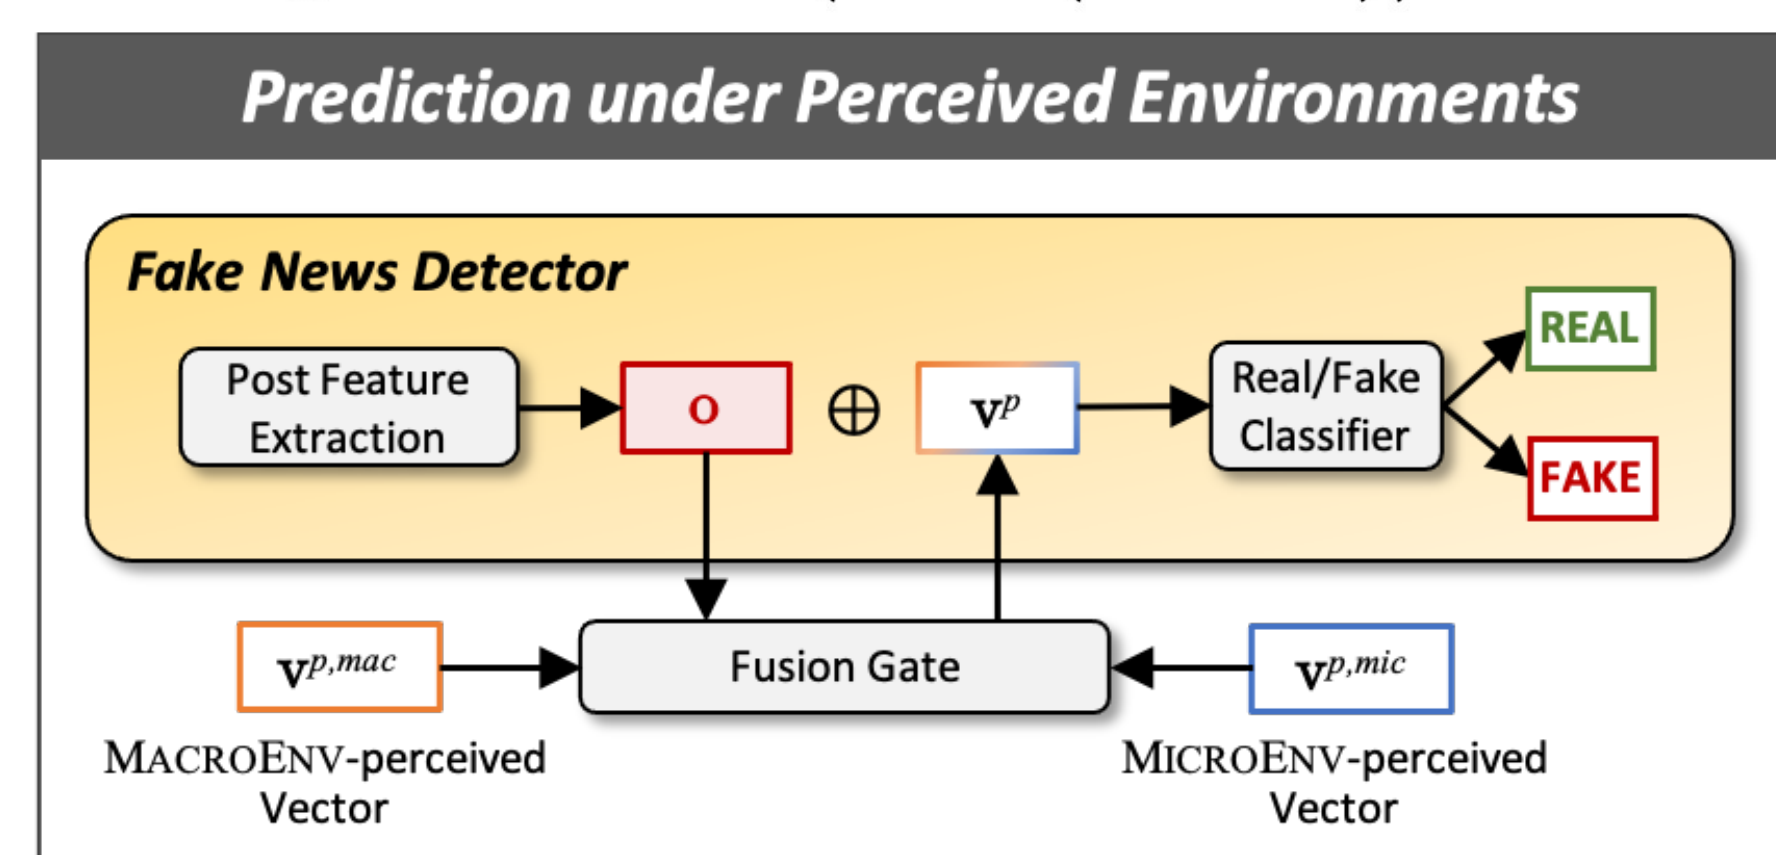 Prediction under Perceived Environments
Fake News Detector
Post Feature
Extraction
o
⊕
v^p
Real/Fake
Classifier
REAL
FAKE
v^{p,mac}
Fusion Gate
v^{p,mic}
MACROENV-perceived
Vector
MICROENV-perceived
Vector